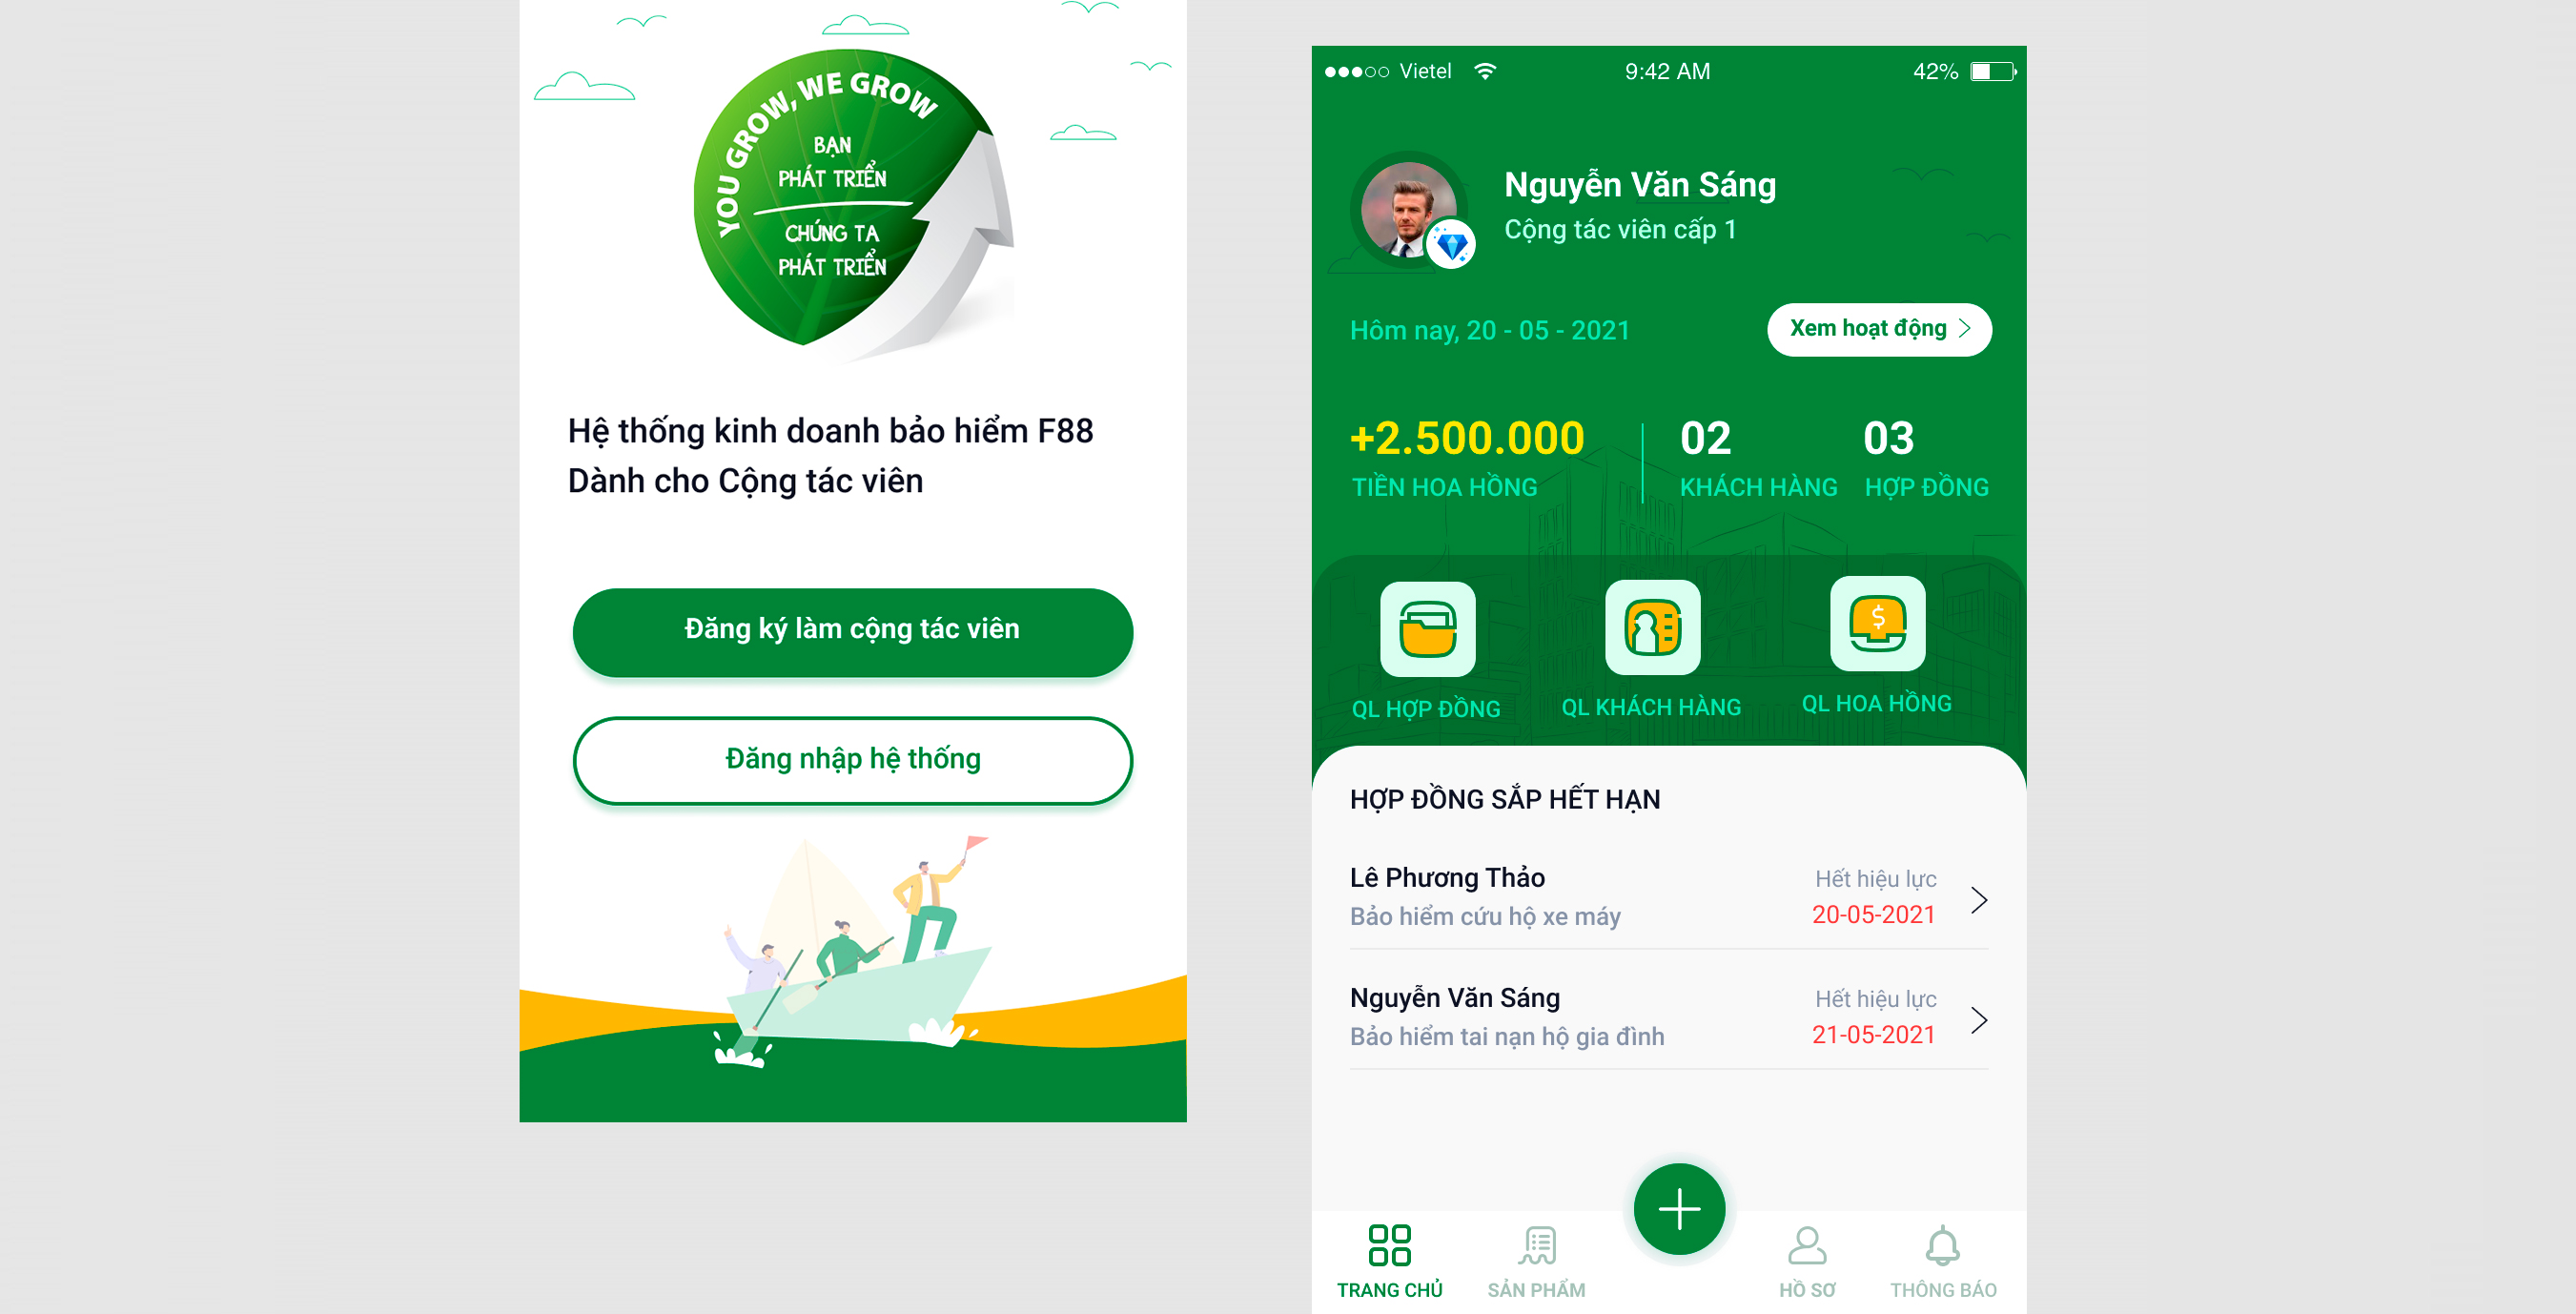 YOU GROW, WE GROW
BẠN
PHÁT TRIỂN
CHÚNG TA
PHÁT TRIỂN
Hệ thống kinh doanh bảo hiểm F88
Dành cho Cộng tác viên
Đăng ký làm cộng tác viên
Đăng nhập hệ thống
Vietel 9:42 AM 42%
Nguyễn Văn Sáng
Cộng tác viên cấp 1
Hôm nay, 20 - 05 - 2021 Xem hoạt động
+2.500.000 02 03
TIỀN HOA HỒNG KHÁCH HÀNG HỢP ĐỒNG
$
QL HỢP ĐỒNG QL KHÁCH HÀNG QL HOA HỒNG
HỢP ĐỒNG SẮP HẾT HẠN
Lê Phương Thảo Hết hiệu lực
Bảo hiểm cứu hộ xe máy 20-05-2021
Nguyễn Văn Sáng Hết hiệu lực
Bảo hiểm tai nạn hộ gia đình 21-05-2021
TRANG CHỦ SẢN PHẨM HỒ SƠ THÔNG BÁO